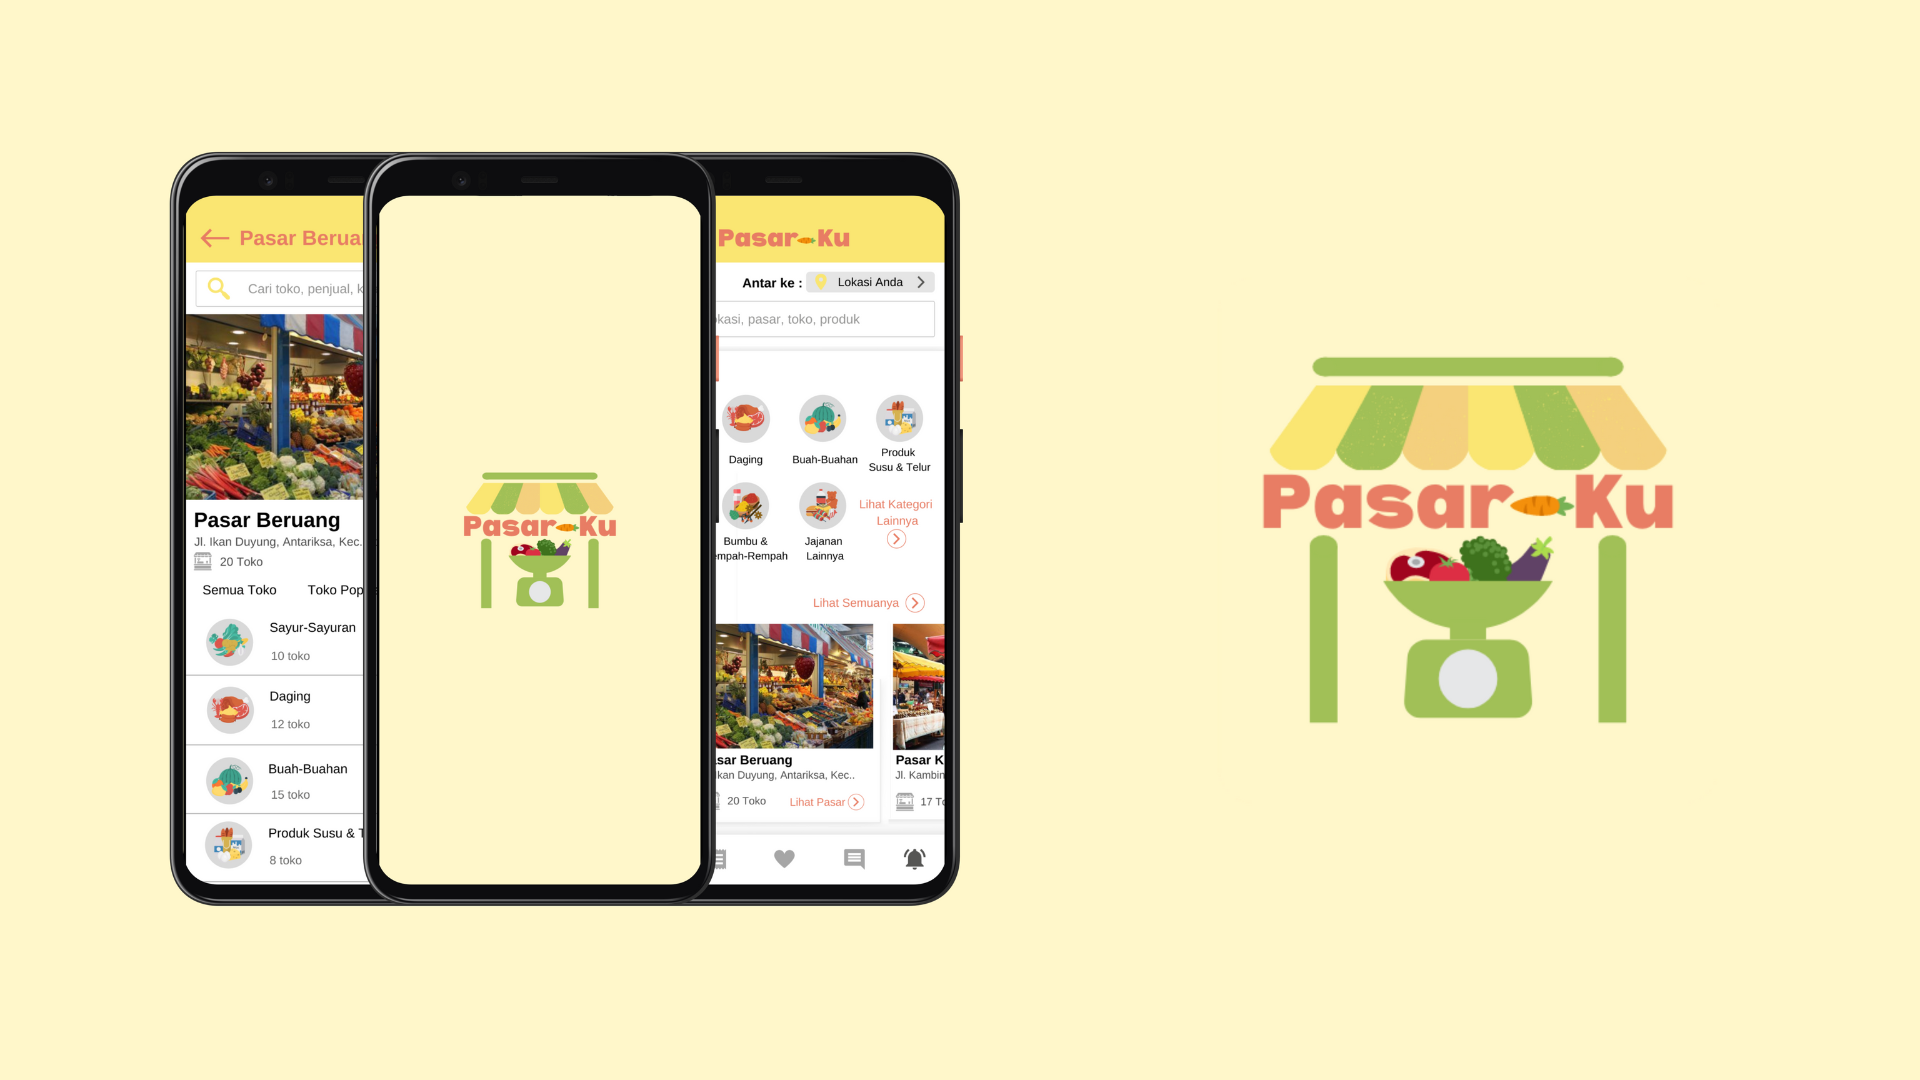 Pasar Berua
Cari toko, penjual, k
Pasar Beruang
Jl. Ikan Duyung, Antariksa, Kec.
20 Toko
Semua Toko
Toko Pop
Sayur-Sayuran
10 toko
Daging
12 toko
Buah-Buahan
15 toko
Produk Susu & T
8 toko
Pasar Ku
Pasar Ku
Antar ke :
Lokasi Anda
kasi, pasar, toko, produk
Daging
Buah-Buahan
Produk
Susu & Telur
Bumbu &
mpah-Rempah
Jajanan
Lainnya
Lihat Kategori
Lainnya
Lihat Semuanya
sar Beruang
kan Duyung, Antariksa, Kec..
20 Toko
Lihat Pasar
Pasar K
Jl. Kambin
17 To
Pasar Ku